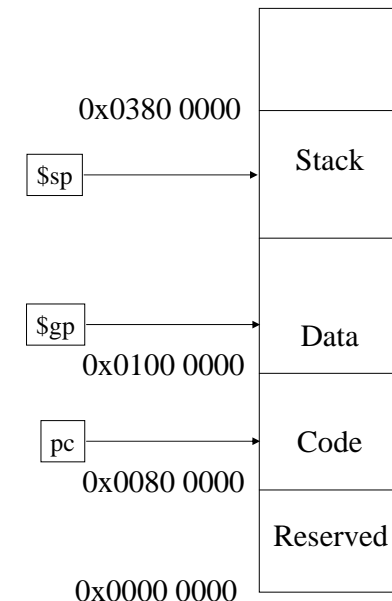 0x0380 0000
Stack
$sp
$gp
Data
0x0100 0000
pc
Code
0x0080 0000
Reserved
0x0000 0000